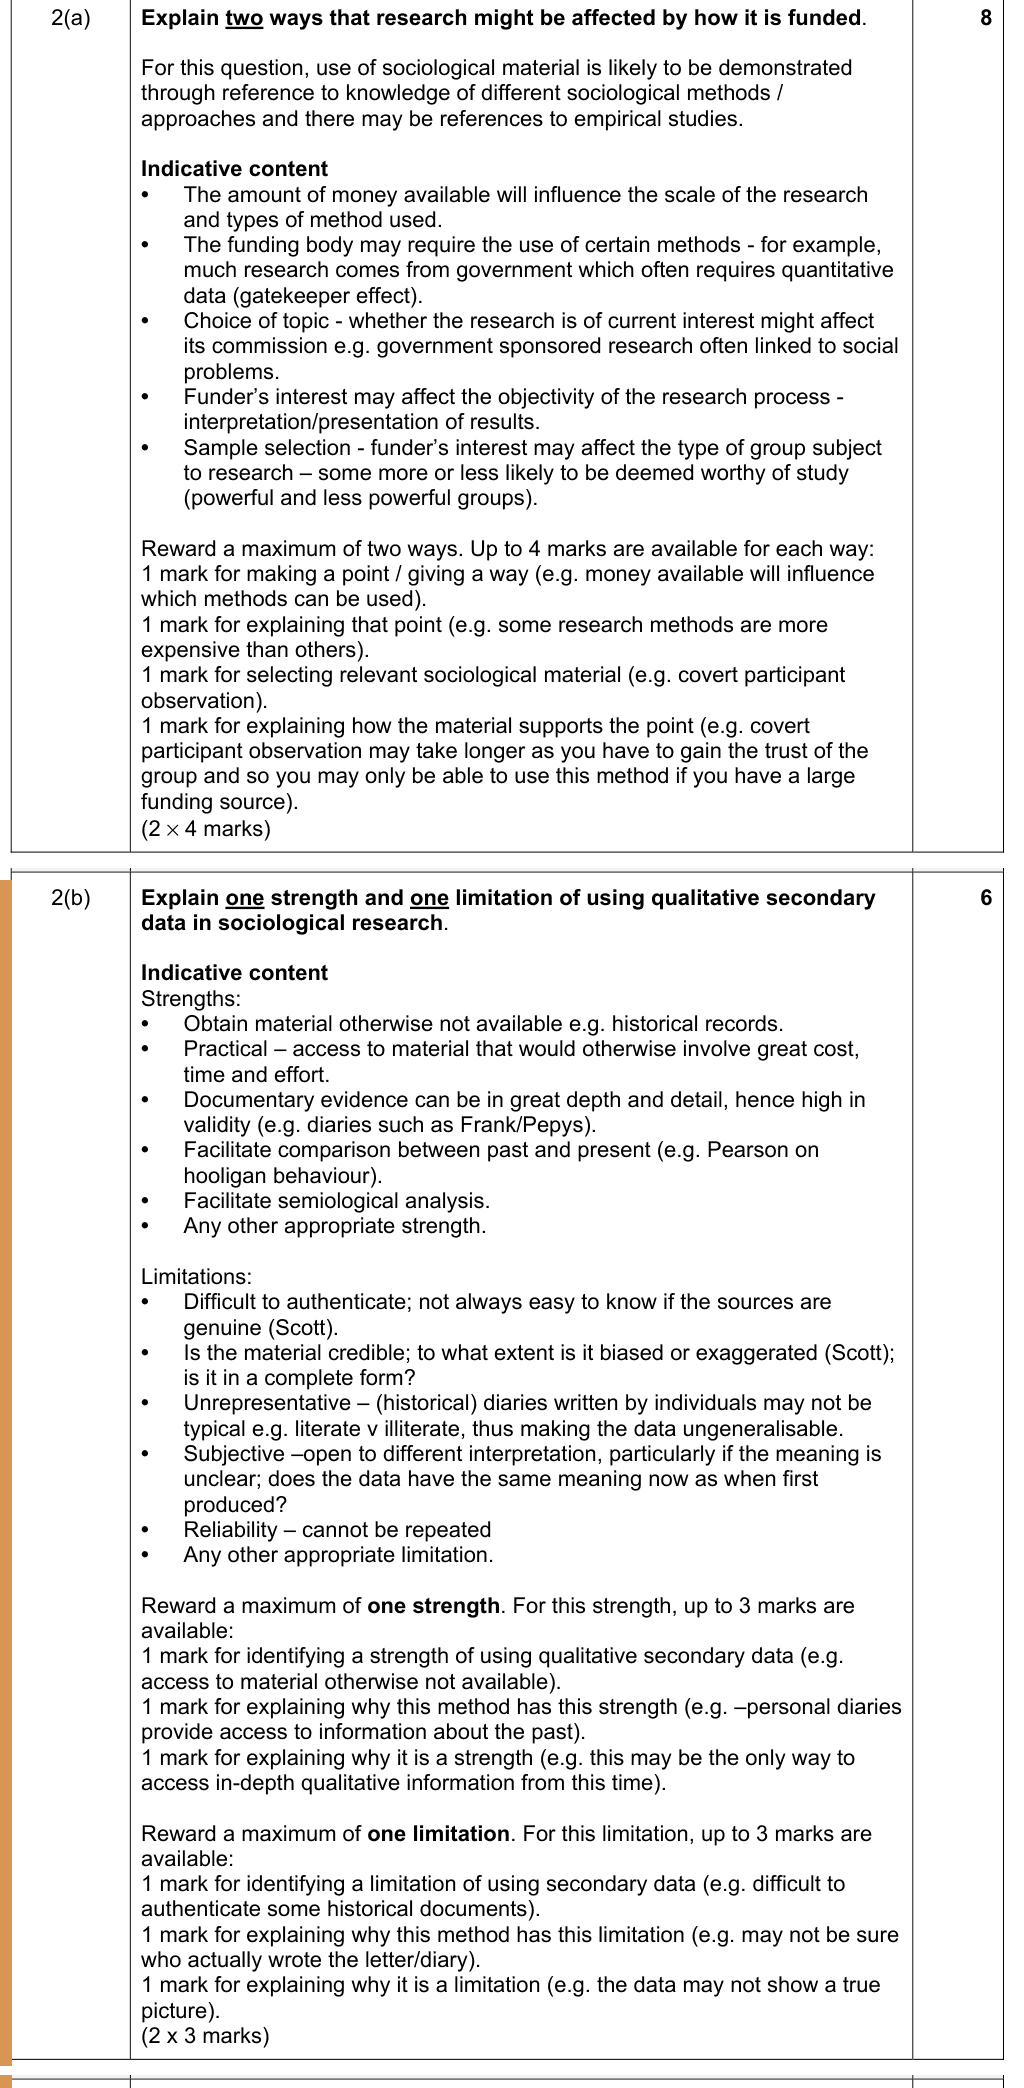 2(a) Explain two ways that research might be affected by how it is funded. 8
For this question, use of sociological material is likely to be demonstrated
through reference to knowledge of different sociological methods /
approaches and there may be references to empirical studies.
Indicative content
• The amount of money available will influence the scale of the research
and types of method used.
• The funding body may require the use of certain methods - for example,
much research comes from government which often requires quantitative
data (gatekeeper effect).
• Choice of topic - whether the research is of current interest might affect
its commission e.g. government sponsored research often linked to social
problems.
• Funder's interest may affect the objectivity of the research process -
interpretation/presentation of results.
• Sample selection - funder's interest may affect the type of group subject
to research – some more or less likely to be deemed worthy of study
(powerful and less powerful groups).
Reward a maximum of two ways. Up to 4 marks are available for each way:
1 mark for making a point / giving a way (e.g. money available will influence
which methods can be used).
1 mark for explaining that point (e.g. some research methods are more
expensive than others).
1 mark for selecting relevant sociological material (e.g. covert participant
observation).
1 mark for explaining how the material supports the point (e.g. covert
participant observation may take longer as you have to gain the trust of the
group and so you may only be able to use this method if you have a large
funding source).
(2 × 4 marks)
2(b) Explain one strength and one limitation of using qualitative secondary 6
data in sociological research.
Indicative content
Strengths:
• Obtain material otherwise not available e.g. historical records.
• Practical – access to material that would otherwise involve great cost,
time and effort.
• Documentary evidence can be in great depth and detail, hence high in
validity (e.g. diaries such as Frank/Pepys).
• Facilitate comparison between past and present (e.g. Pearson on
hooligan behaviour).
• Facilitate semiological analysis.
• Any other appropriate strength.
Limitations:
• Difficult to authenticate; not always easy to know if the sources are
genuine (Scott).
• Is the material credible; to what extent is it biased or exaggerated (Scott);
is it in a complete form?
• Unrepresentative – (historical) diaries written by individuals may not be
typical e.g. literate v illiterate, thus making the data ungeneralisable.
• Subjective –open to different interpretation, particularly if the meaning is
unclear; does the data have the same meaning now as when first
produced?
• Reliability – cannot be repeated
• Any other appropriate limitation.
Reward a maximum of one strength. For this strength, up to 3 marks are
available:
1 mark for identifying a strength of using qualitative secondary data (e.g.
access to material otherwise not available).
1 mark for explaining why this method has this strength (e.g. –personal diaries
provide access to information about the past).
1 mark for explaining why it is a strength (e.g. this may be the only way to
access in-depth qualitative information from this time).
Reward a maximum of one limitation. For this limitation, up to 3 marks are
available:
1 mark for identifying a limitation of using secondary data (e.g. difficult to
authenticate some historical documents).
1 mark for explaining why this method has this limitation (e.g. may not be sure
who actually wrote the letter/diary).
1 mark for explaining why it is a limitation (e.g. the data may not show a true
picture).
(2 x 3 marks)